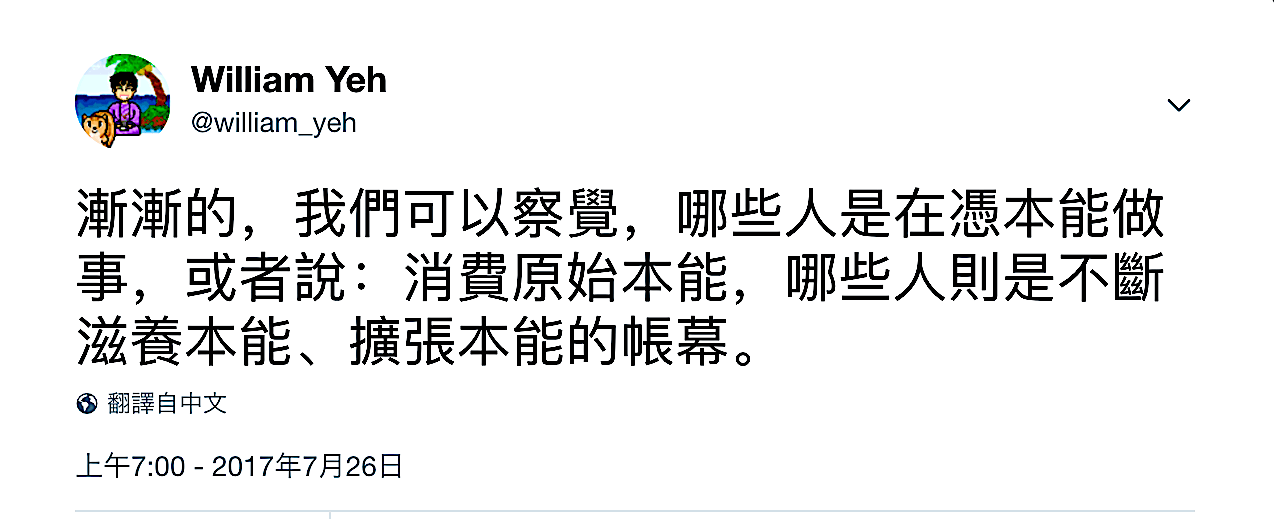 William Yeh
@william_yeh
漸漸的，我們可以察覺，哪些人是在憑本能做
事，或者說：消費原始本能，哪些人則是不斷
滋養本能、擴張本能的帳幕。
翻譯自中文
上午7:00 - 2017年7月26日